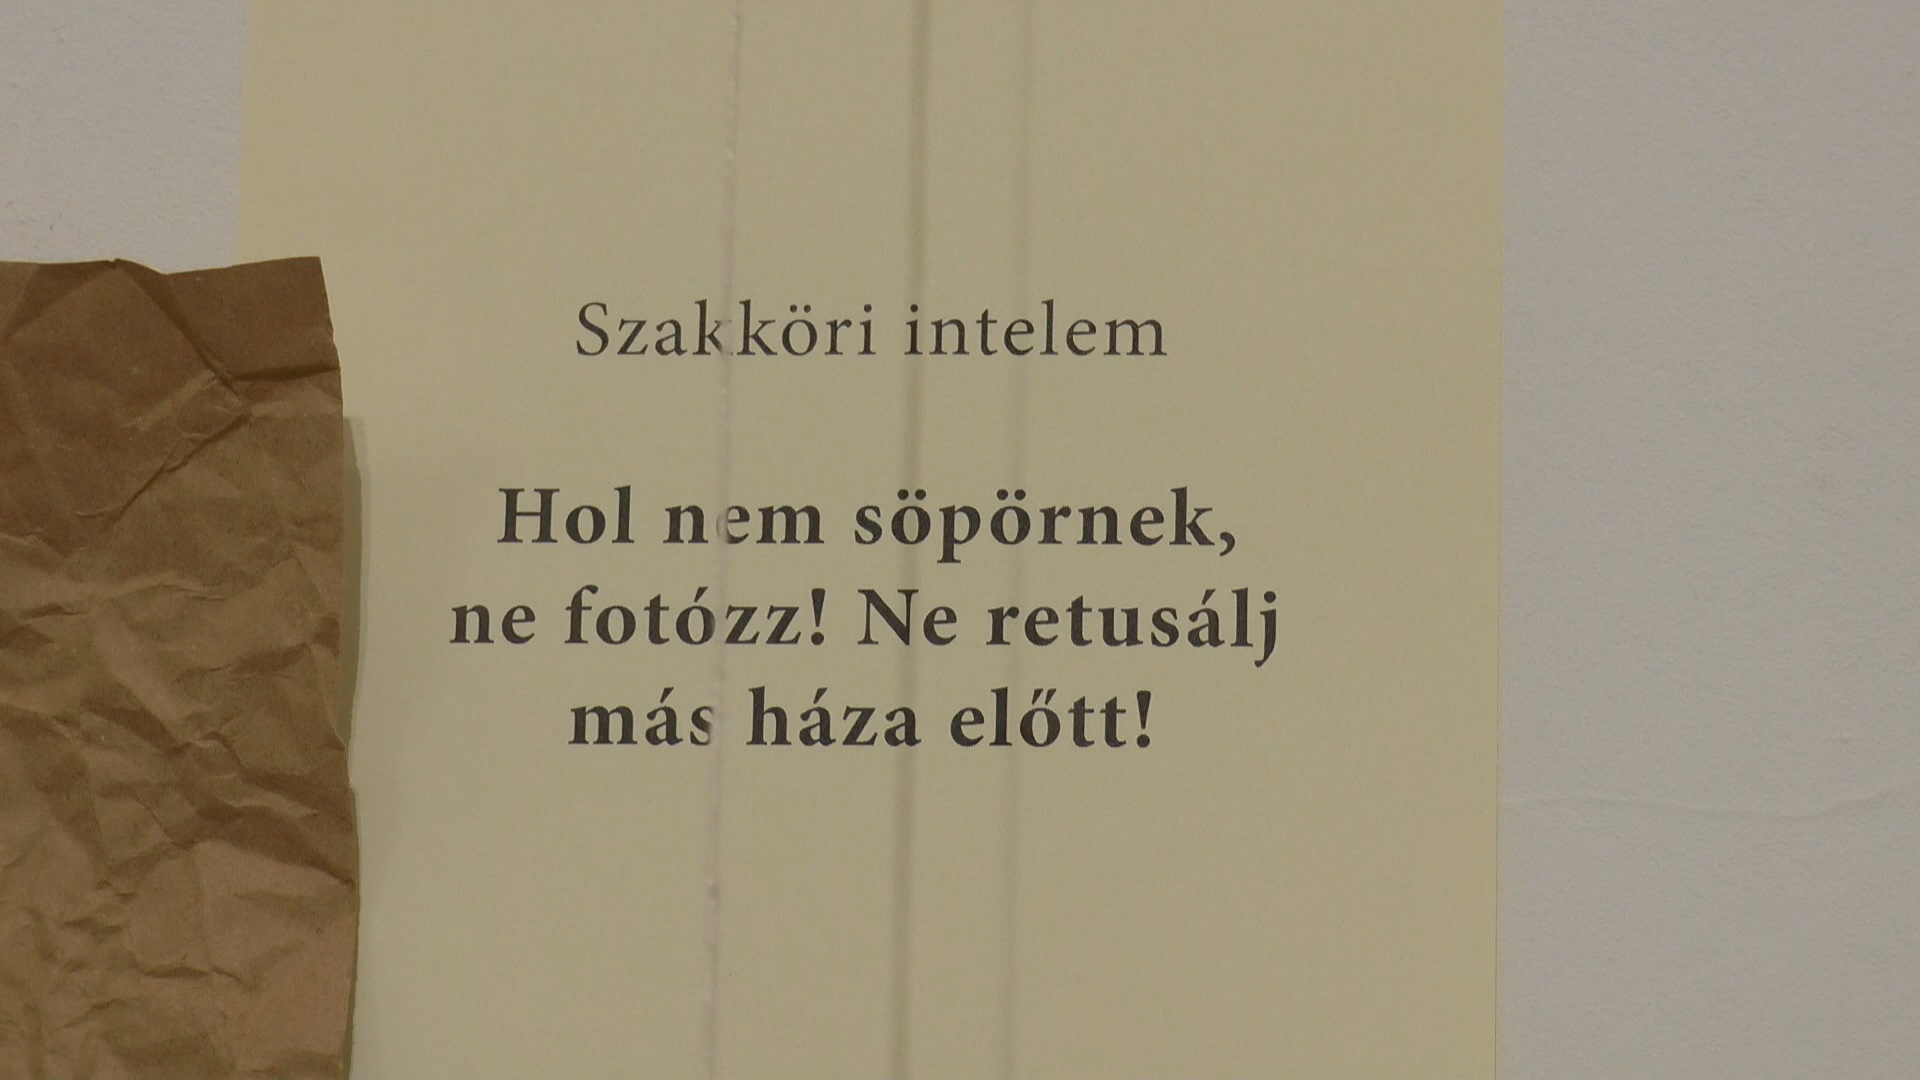 Szakköri intelem
Hol nem söpörnek,
ne fotózz! Ne retusálj
más háza előtt!